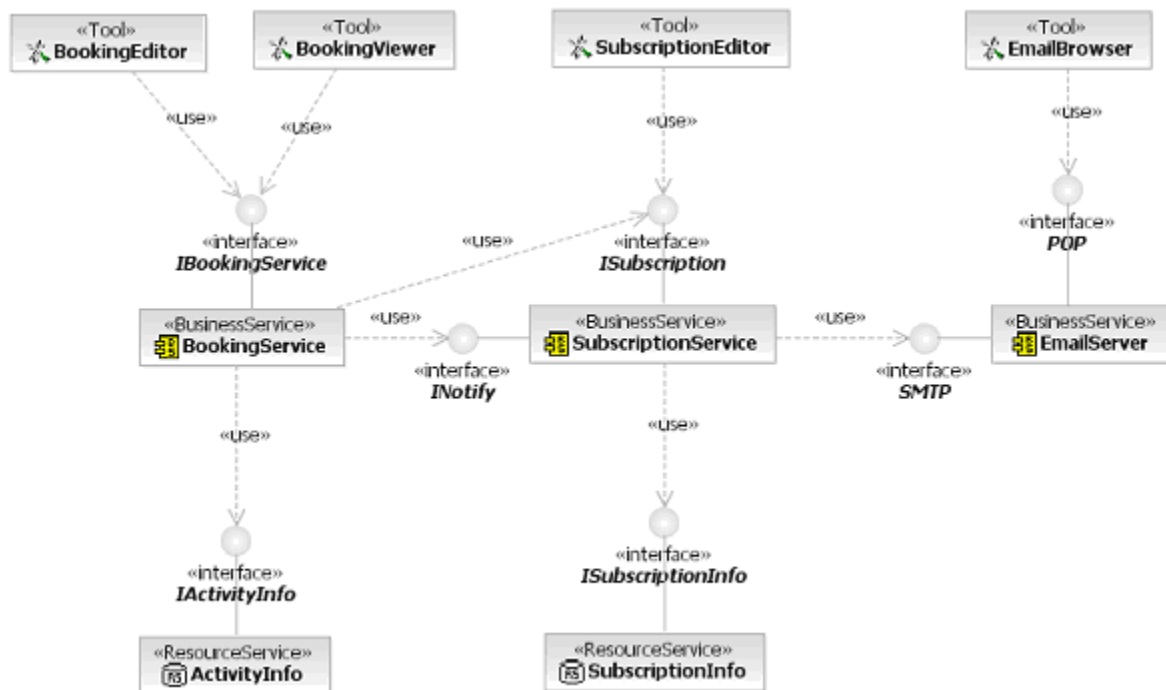 «Tool»
BookingEditor
«Tool»
BookingViewer
«Tool»
SubscriptionEditor
«Tool»
EmailBrowser
«use»
«use»
«use»
«use»
«interface»
IBookingService
«use»
«interface»
ISubscription
«interface»
POP
«BusinessService»
BookingService
«use»
«interface»
INotify
«BusinessService»
SubscriptionService
«use»
«interface»
SMTP
«BusinessService»
EmailServer
«use»
«use»
«interface»
IActivityInfo
«interface»
ISubscriptionInfo
«ResourceService»
RS ActivityInfo
«ResourceService»
RS SubscriptionInfo